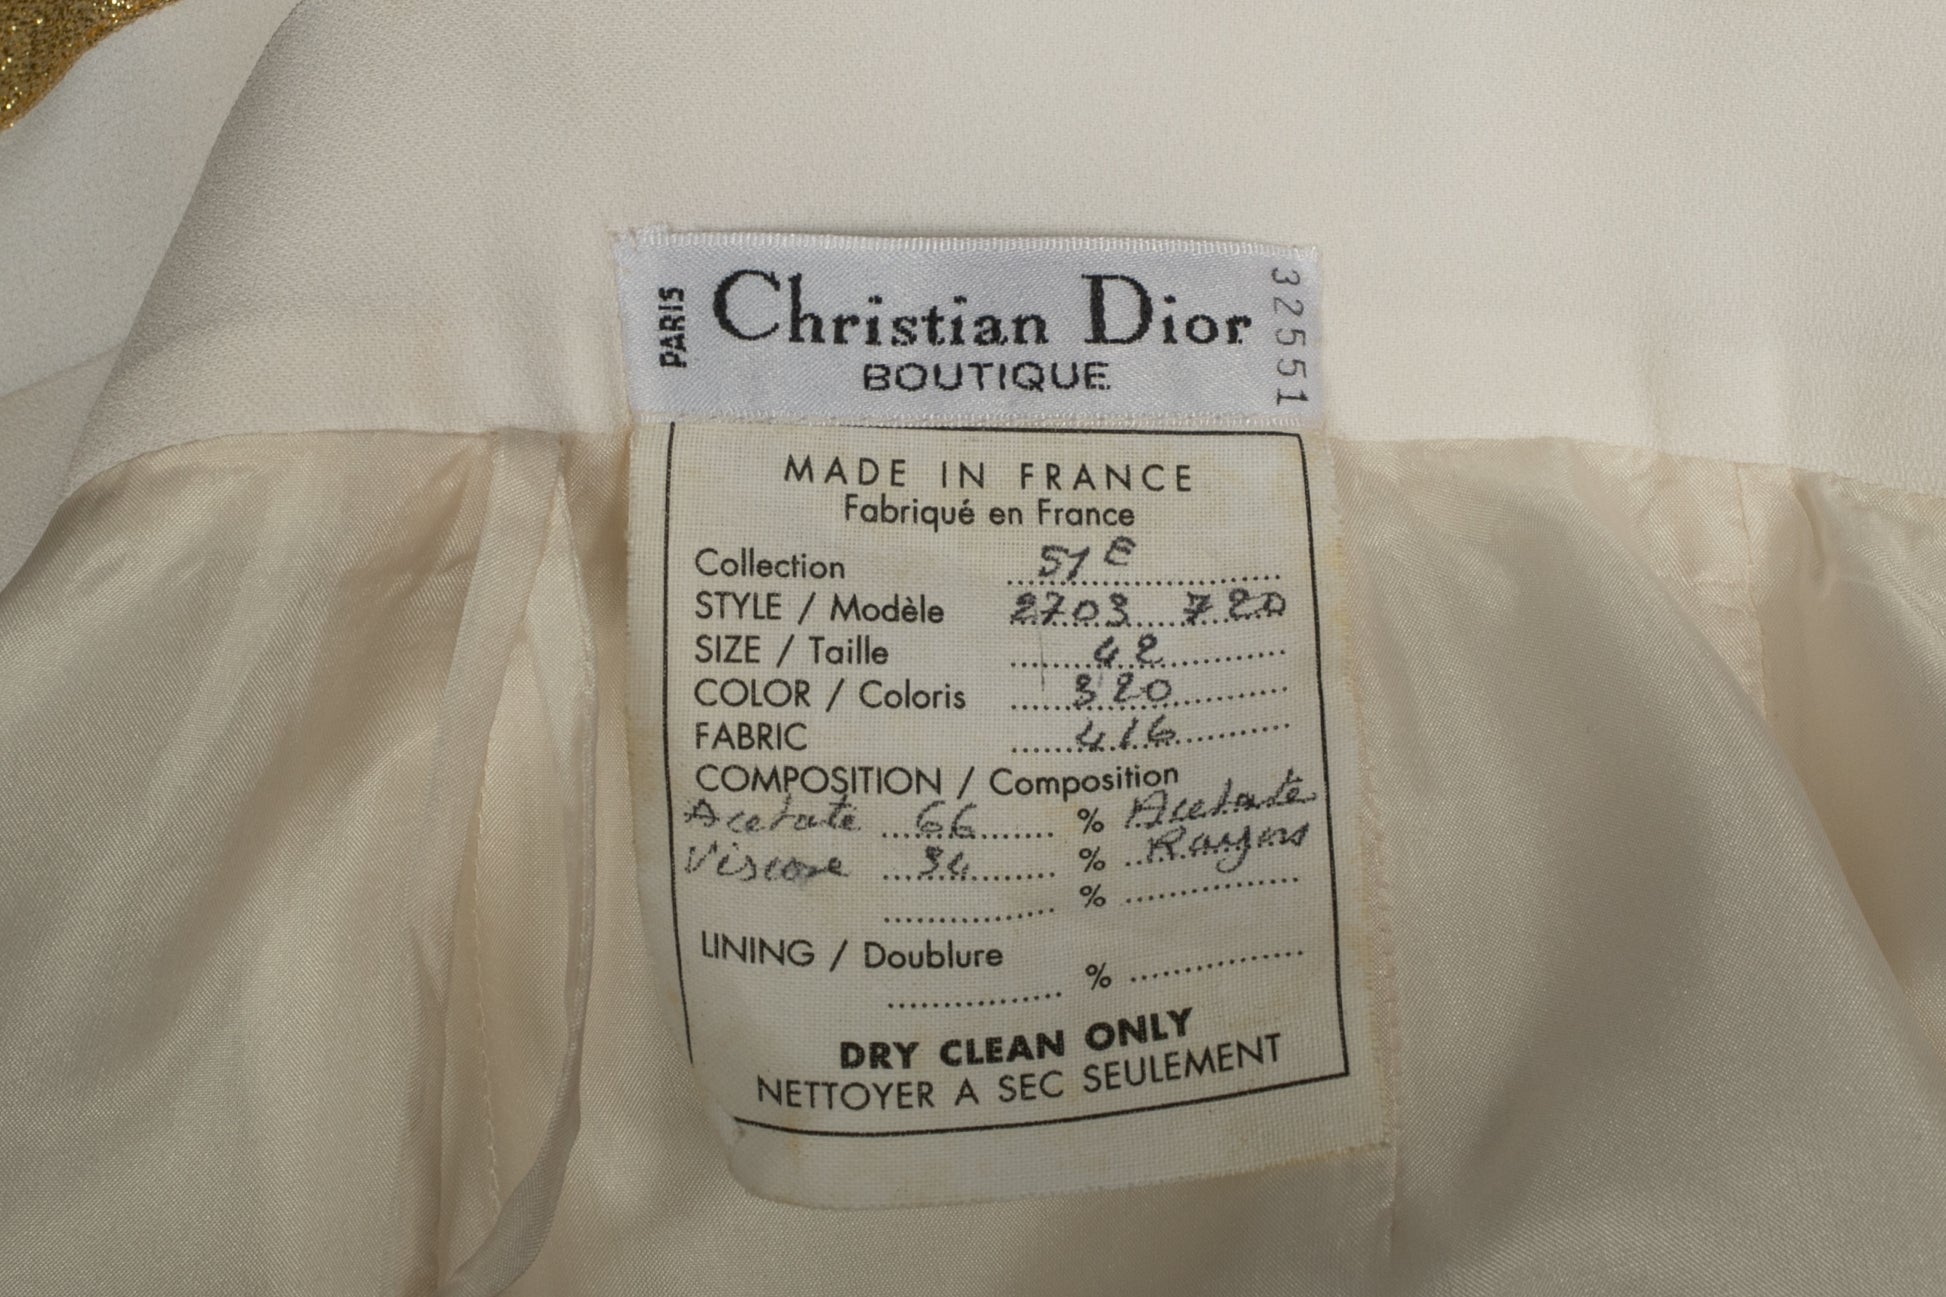 PARIS
Christian Dior
BOUTIQUE
32551
MADE IN FRANCE
Fabriqué en France
Collection 51 E
STYLE / Modèle 2703 720
SIZE / Taille 42
COLOR / Coloris 320
FABRIC 416
COMPOSITION / Composition
Acetate 66 % Acetate
Viscose 34 % Rayons
%
LINING / Doublure
%
DRY CLEAN ONLY
NETTOYER A SEC SEULEMENT